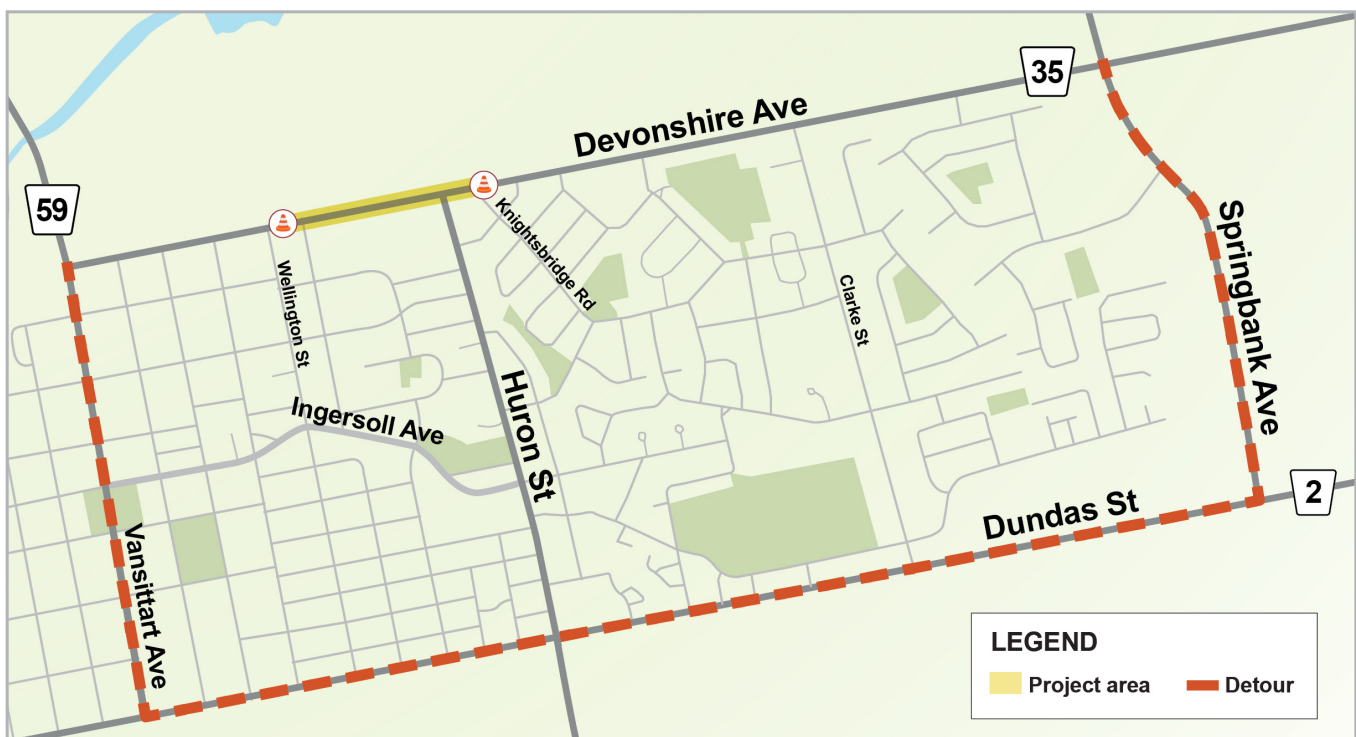 35
Devonshire Ave
59
Knightsbridge Rd
Wellington St
Clarke St
Springbank Ave
Huron St
Ingersoll Ave
2
Dundas St
Vansittart Ave
LEGEND
Project area
Detour